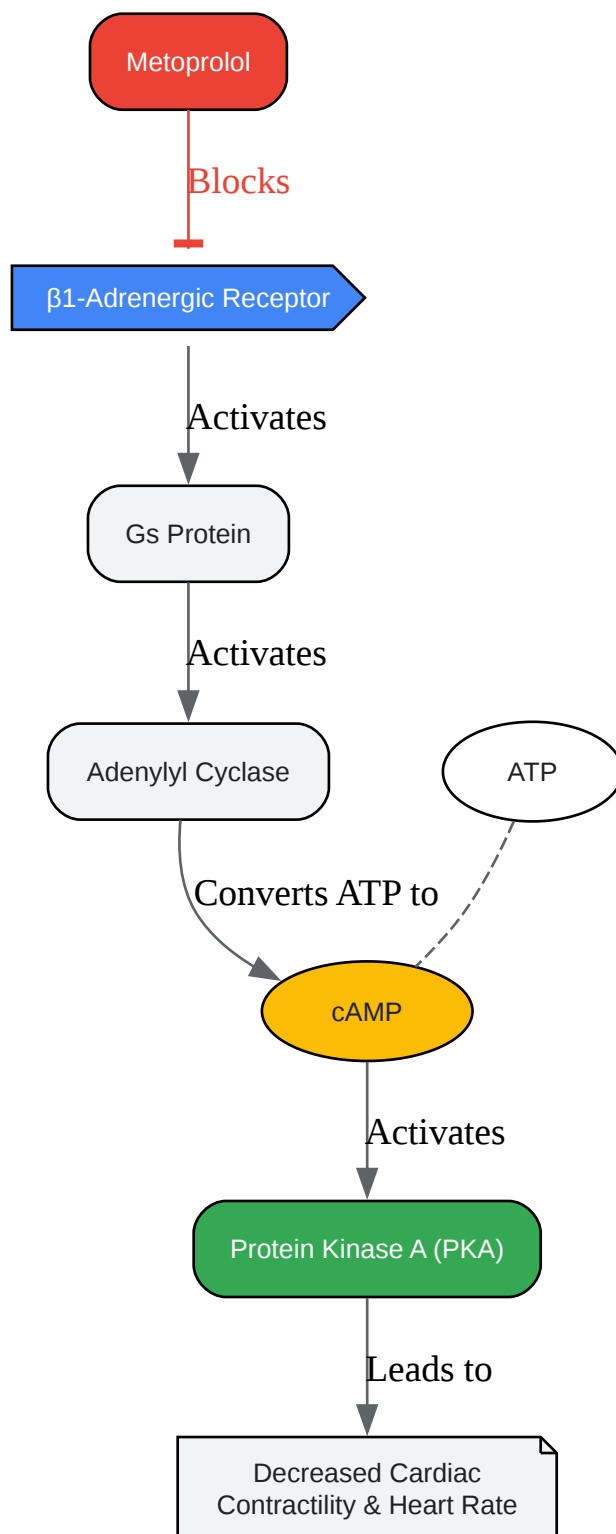 Metoprolol
Blocks
β1-Adrenergic Receptor
Activates
Gs Protein
Activates
Adenylyl Cyclase
ATP
Converts ATP to
cAMP
Activates
Protein Kinase A (PKA)
Leads to
Decreased Cardiac
Contractility & Heart Rate